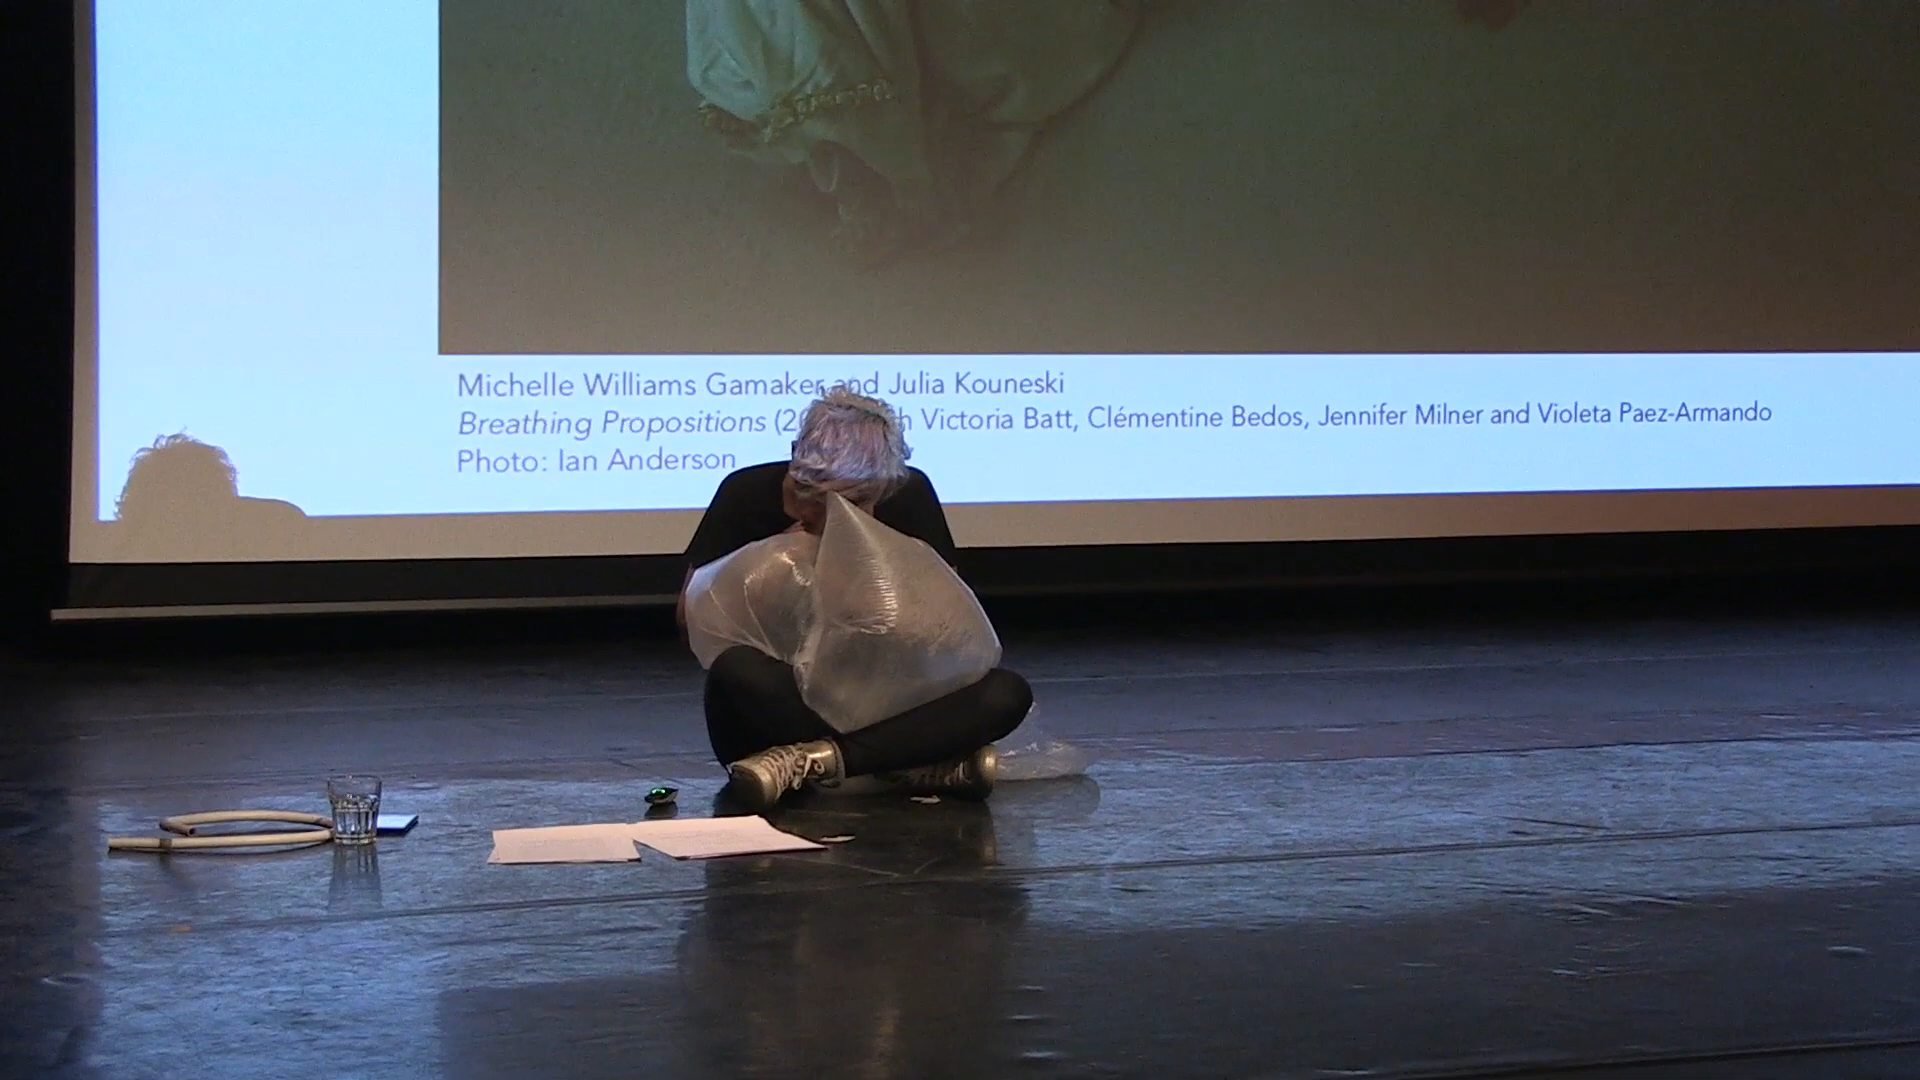 Michelle Williams Gamaker and Julia Kouneski
Breathing Propositions (20 h Victoria Batt, Clémentine Bedos, Jennifer Milner and Violeta Paez-Armando
Photo: Ian Anderson